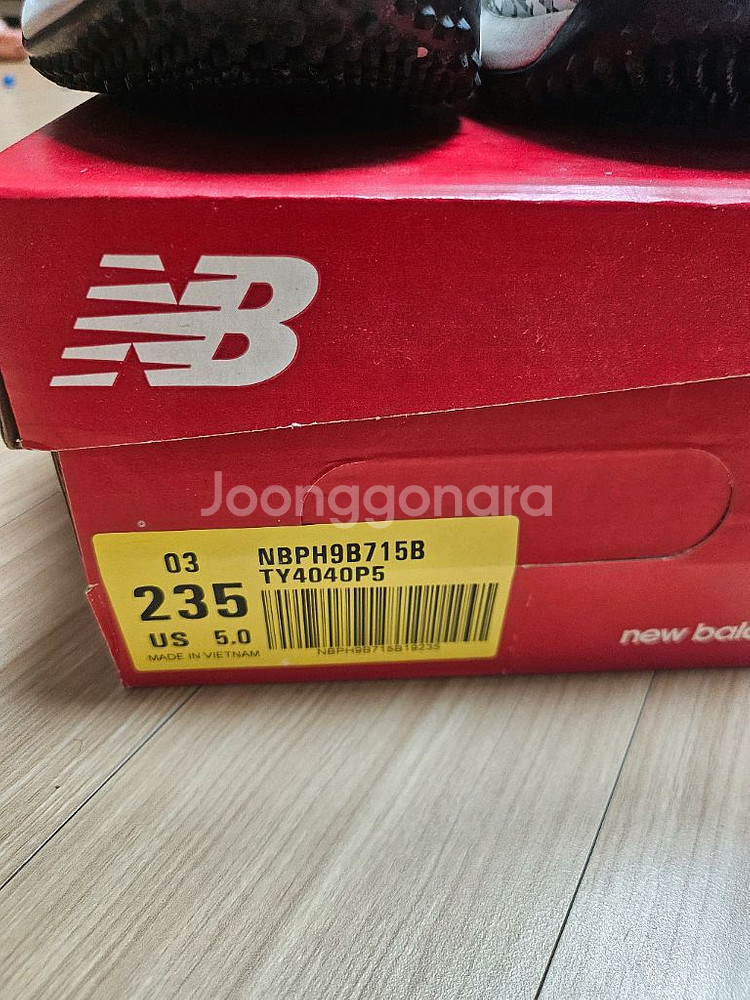 NB
Joonggonara
03
NBPH9B715B
TY4040P5
235
US 5.0
MADE IN VIETNAM
NBPH9B715B19235
new bala